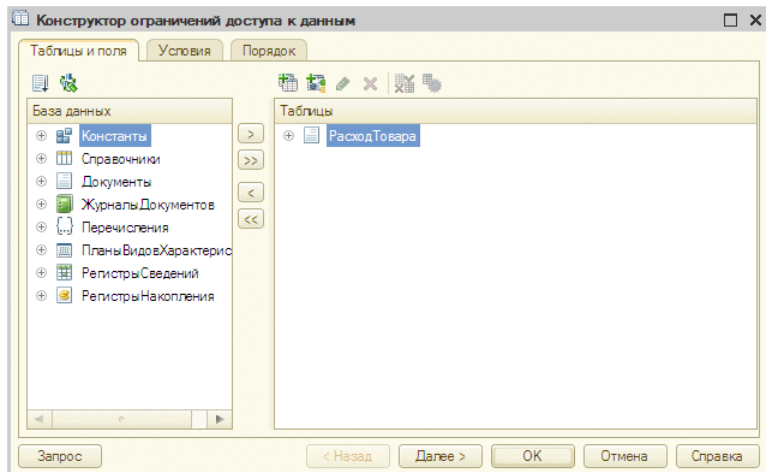 Конструктор ограничений доступа к данным
Таблицы и поля
Условия
Порядок
База данных
Константы
Справочники
Документы
ЖурналыДокументов
Перечисления
ПланыВидовХарактерис
РегистрыСведений
РегистрыНакопления
>
>>
<
<<
Таблицы
РасходТовара
Запрос
< Назад
Далее >
OK
Отмена
Справка